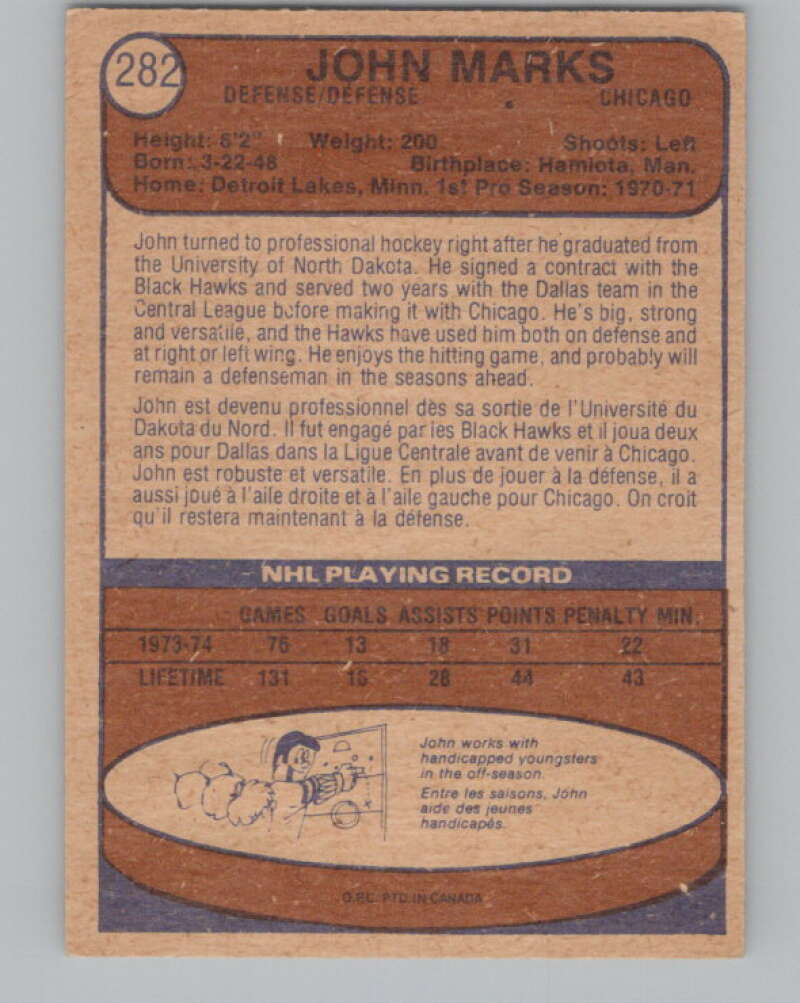 282
JOHN MARKS
DEFENSE/DÉFENSE CHICAGO
Height: 6'2" Weight: 200 Shoots: Left
Born: 3-22-48 Birthplace: Hamiota, Man.
Home: Detroit Lakes, Minn. 1st Pro Season: 1970-71
John turned to professional hockey right after he graduated from
the University of North Dakota. He signed a contract with the
Black Hawks and served two years with the Dallas team in the
Central League before making it with Chicago. He's big, strong
and versatile, and the Hawks have used him both on defense and
at right or left wing. He enjoys the hitting game, and probably will
remain a defenseman in the seasons ahead.
John est devenu professionnel dès sa sortie de l'Université du
Dakota du Nord. Il fut engagé par les Black Hawks et il joua deux
ans pour Dallas dans la Ligue Centrale avant de venir à Chicago.
John est robuste et versatile. En plus de jouer à la défense, il a
aussi joué à l'aile droite et à l'aile gauche pour Chicago. On croit
qu'il restera maintenant à la défense.
NHL PLAYING RECORD
GAMES GOALS ASSISTS POINTS PENALTY MIN.
1973-74 76 13 18 31 22
LIFETIME 131 16 28 44 43
John works with
handicapped youngsters
in the off-season.
Entre les saisons, John
aide des jeunes
handicapés.
O.P.C. PTD. IN CANADA